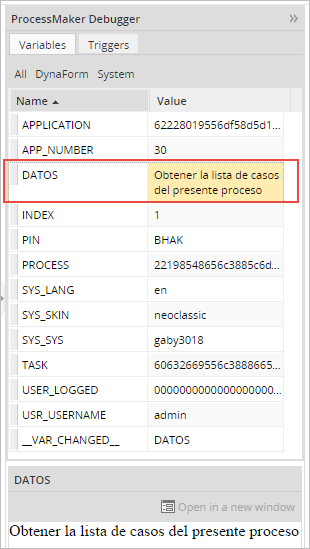 ProcessMaker Debugger »
Variables Triggers
All DynaForm System
Name Value
APPLICATION 62228019556df58d5d1...
APP_NUMBER 30
DATOS Obtener la lista de casos
del presente proceso
INDEX 1
PIN BHAK
PROCESS 22198548656c3885c6d...
SYS_LANG en
SYS_SKIN neoclassic
SYS_SYS gaby3018
TASK 60632669556c3888665...
USER_LOGGED 0000000000000000000...
USR_USERNAME admin
__VAR_CHANGED__ DATOS
DATOS
Open in a new window
Obtener la lista de casos del presente proceso